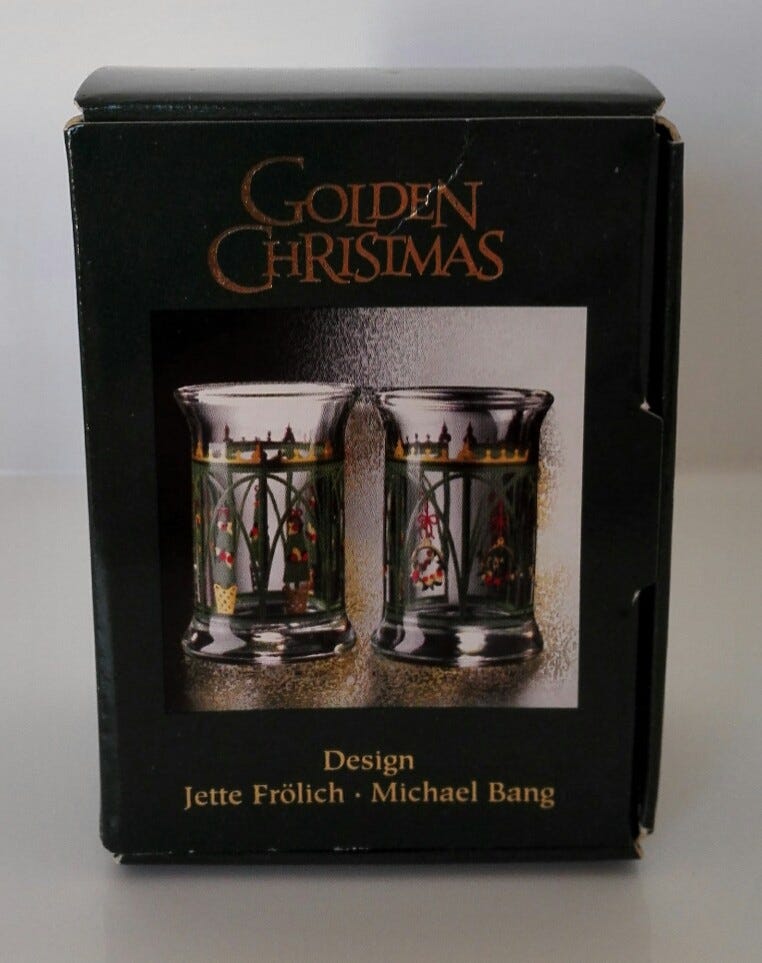 GOLDEN
CHRISTMAS
Design
Jette Frölich · Michael Bang